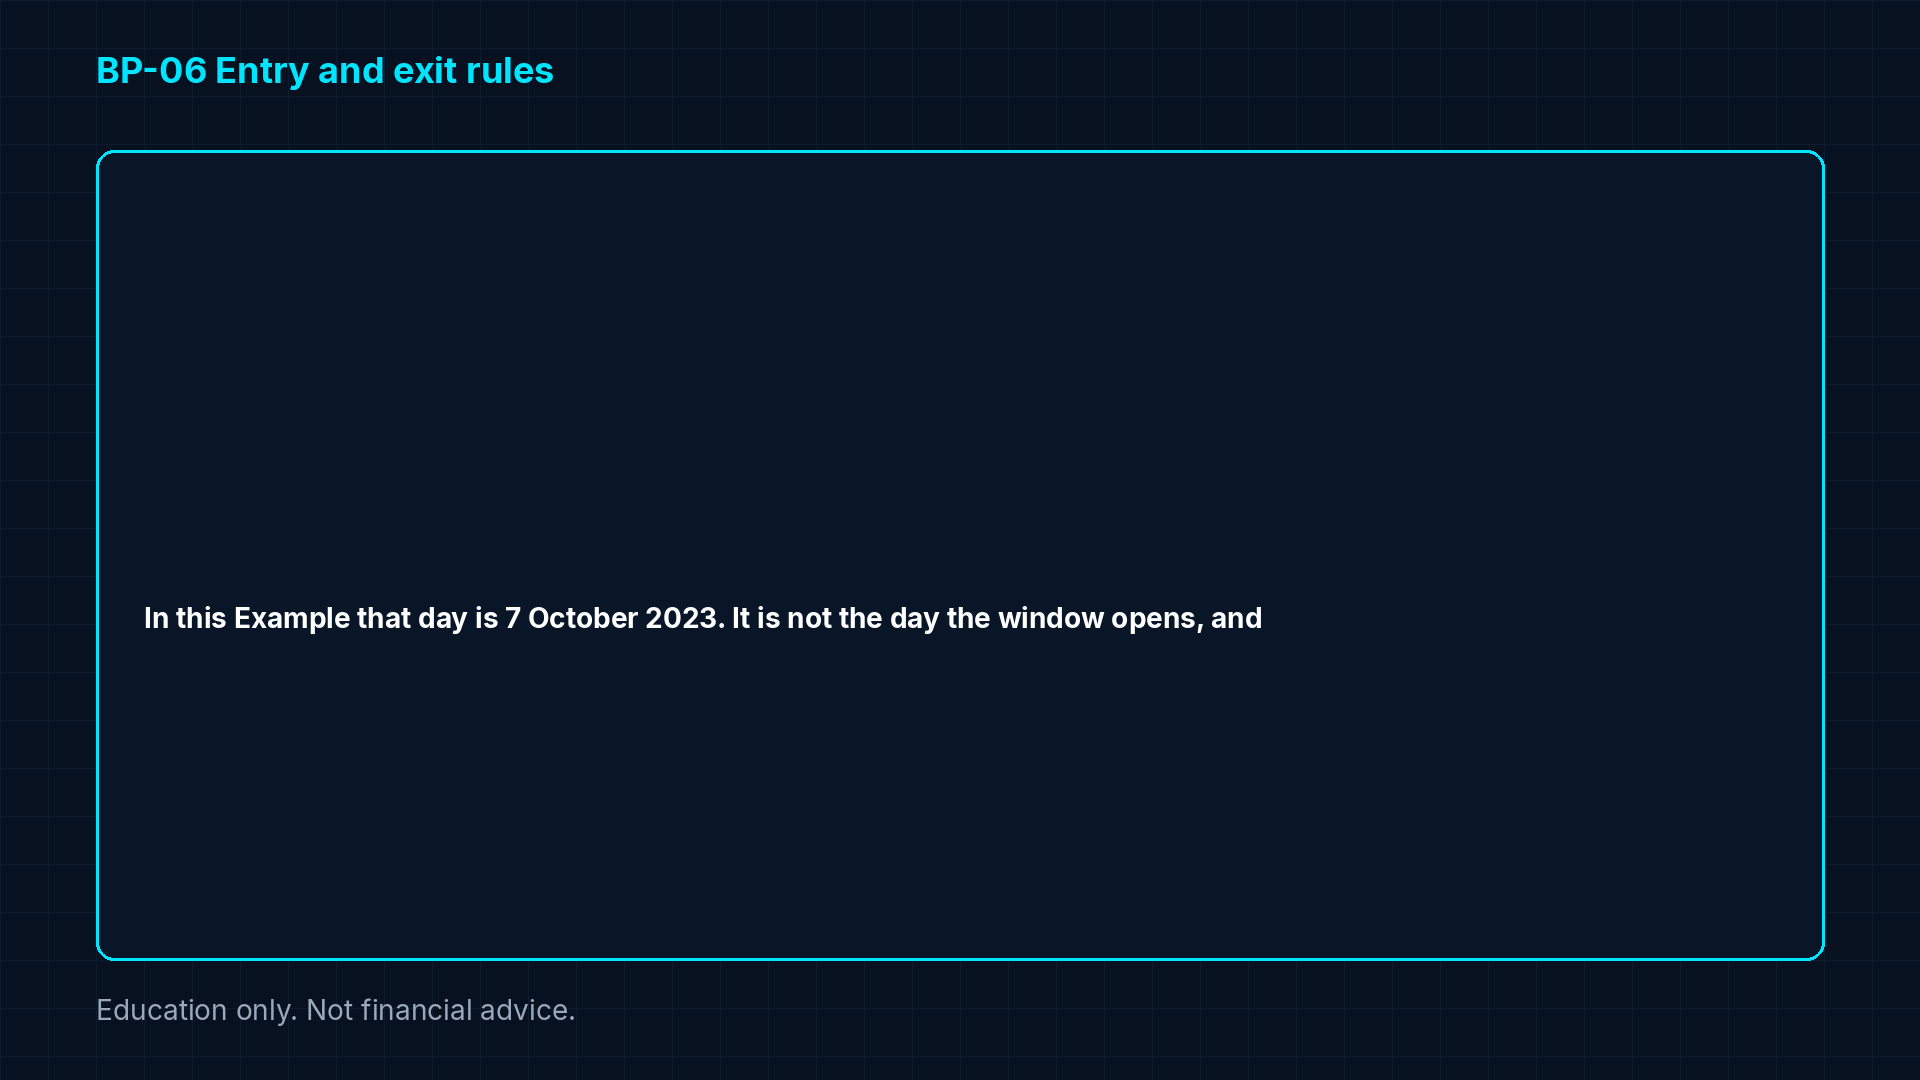 BP-06 Entry and exit rules
In this Example that day is 7 October 2023. It is not the day the window opens, and
Education only. Not financial advice.